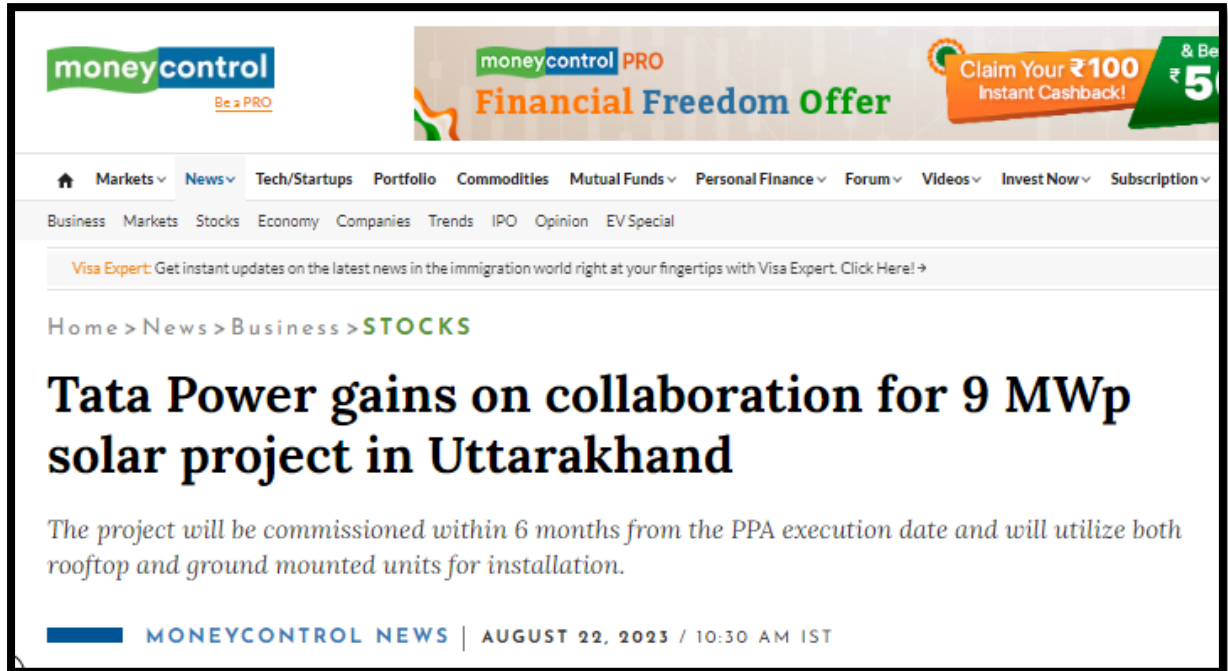 moneycontrol
Be a PRO
moneycontrol PRO
Financial Freedom Offer
Claim Your ₹100
Instant Cashback!
& Be
₹
Markets News Tech/Startups Portfolio Commodities Mutual Funds Personal Finance Forum Videos Invest Now Subscription
Business Markets Stocks Economy Companies Trends IPO Opinion EV Special
Visa Expert: Get instant updates on the latest news in the immigration world right at your fingertips with Visa Expert. Click Here! →
Home > News > Business > STOCKS
Tata Power gains on collaboration for 9 MWp
solar project in Uttarakhand
The project will be commissioned within 6 months from the PPA execution date and will utilize both
rooftop and ground mounted units for installation.
MONEYCONTROL NEWS | AUGUST 22, 2023 / 10:30 AM IST